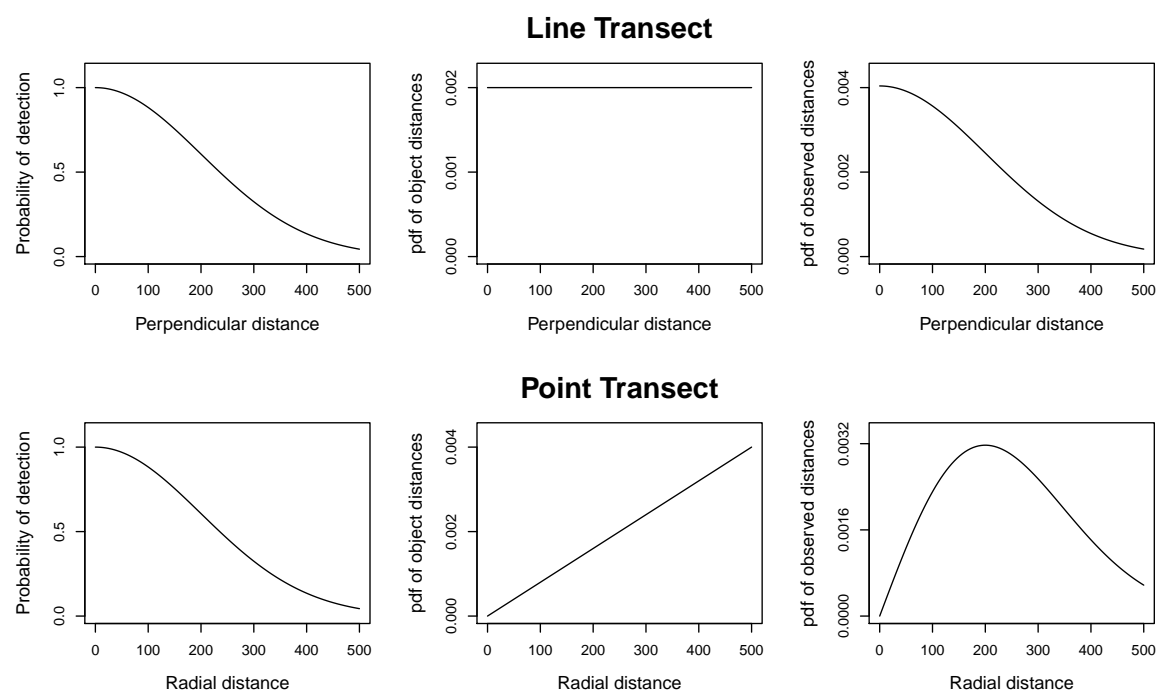 Line Transect
Probability of detection
0.0 0.5 1.0
0 100 200 300 400 500
Perpendicular distance
pdf of object distances
0.000 0.001 0.002
0 100 200 300 400 500
Perpendicular distance
pdf of observed distances
0.000 0.002 0.004
0 100 200 300 400 500
Perpendicular distance
Point Transect
Probability of detection
0.0 0.5 1.0
0 100 200 300 400 500
Radial distance
pdf of object distances
0.000 0.002 0.004
0 100 200 300 400 500
Radial distance
pdf of observed distances
0.0000 0.0016 0.0032
0 100 200 300 400 500
Radial distance